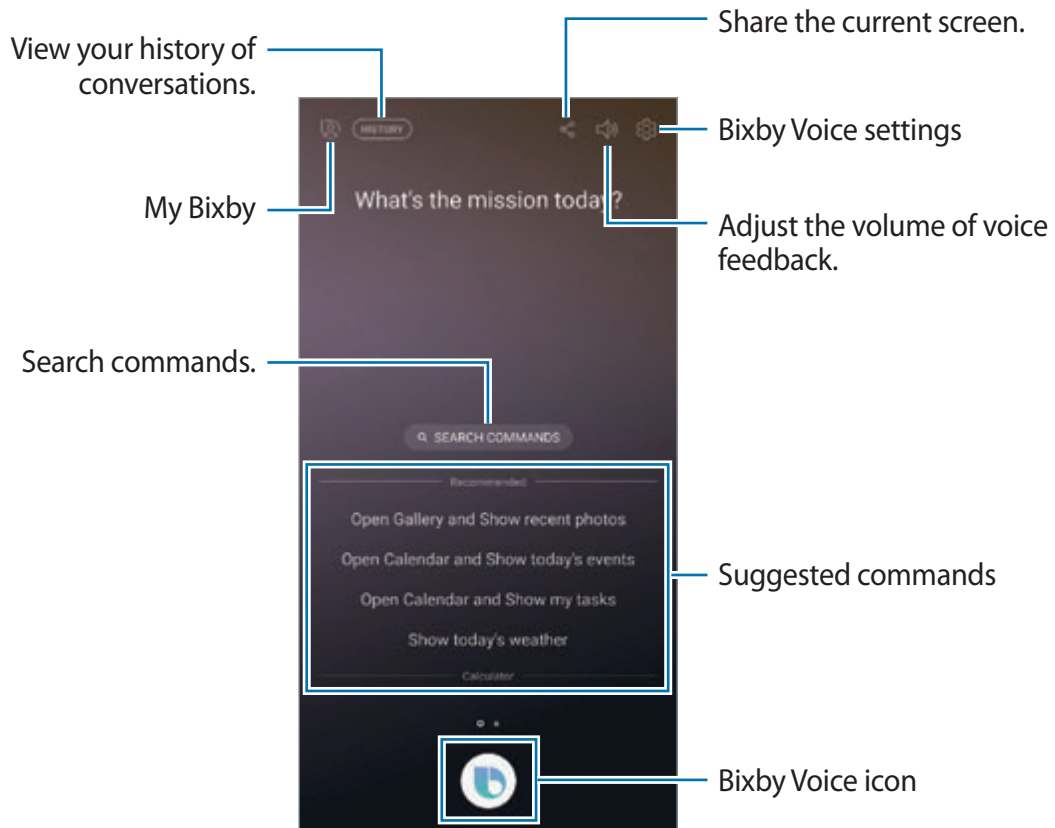 Share the current screen.
View your history of
conversations.
HISTORY
Bixby Voice settings
My Bixby
What's the mission today?
Adjust the volume of voice
feedback.
Search commands.
SEARCH COMMANDS
Recommended
Open Gallery and Show recent photos
Open Calendar and Show today's events
Suggested commands
Open Calendar and Show my tasks
Show today's weather
Calculator
Bixby Voice icon